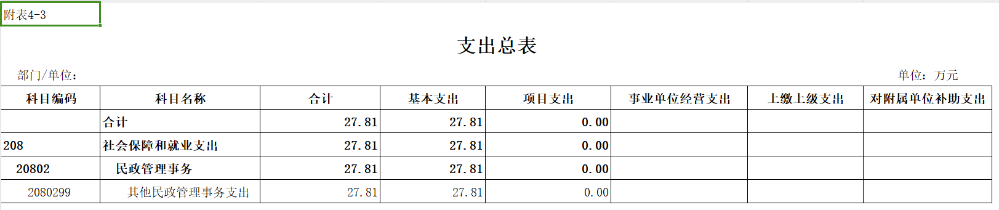 附表4-3
支出总表
部门/单位： 单位：万元
科目编码 科目名称 合计 基本支出 项目支出 事业单位经营支出 上缴上级支出 对附属单位补助支出
合计 27.81 27.81 0.00
208 社会保障和就业支出 27.81 27.81 0.00
20802 民政管理事务 27.81 27.81 0.00
2080299 其他民政管理事务支出 27.81 27.81 0.00